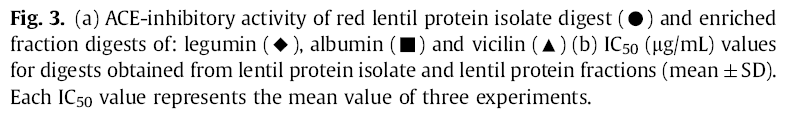 Fig. 3. (a) ACE-inhibitory activity of red lentil protein isolate digest (●) and enriched
fraction digests of: legumin (◆), albumin (■) and vicilin (▲) (b) IC50 (μg/mL) values
for digests obtained from lentil protein isolate and lentil protein fractions (mean ± SD).
Each IC50 value represents the mean value of three experiments.